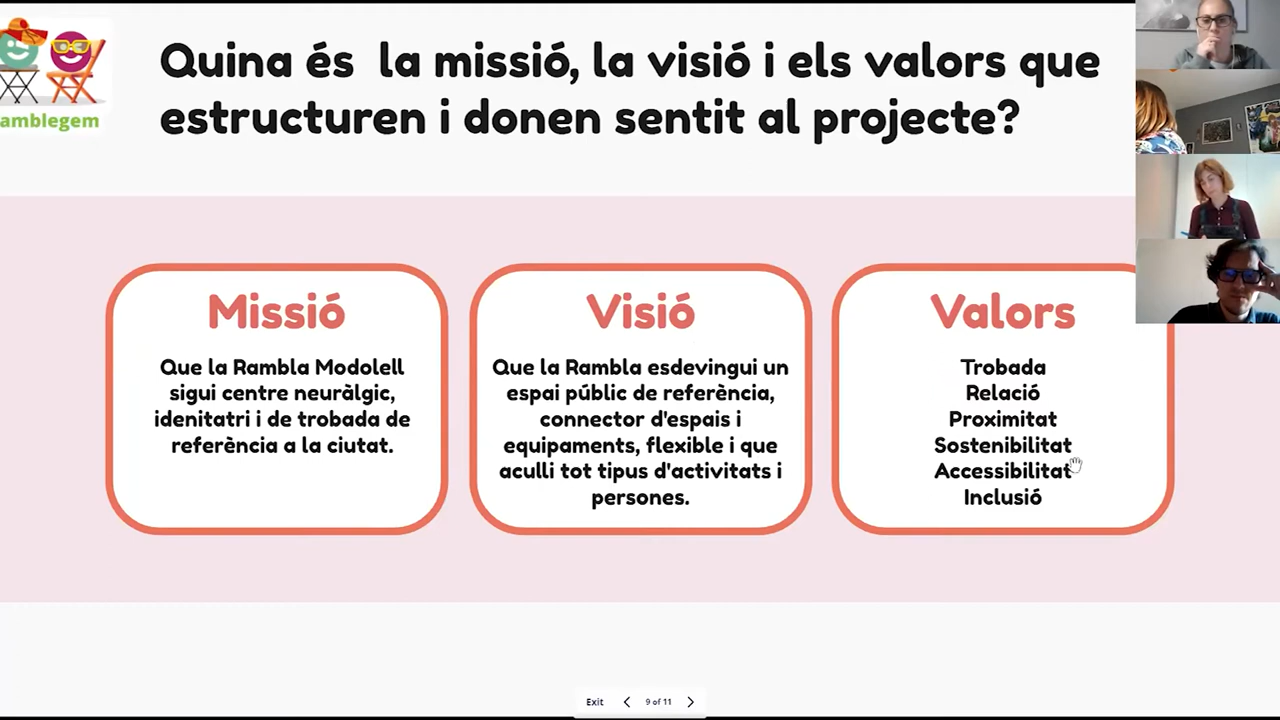 amblegem
Quina és la missió, la visió i els valors que
estructuren i donen sentit al projecte?
Missió
Que la Rambla Modolell
sigui centre neuràlgic,
idenitatri i de trobada de
referència a la ciutat.
Visió
Que la Rambla esdevingui un
espai públic de referència,
connector d'espais i
equipaments, flexible i que
aculli tot tipus d'activitats i
persones.
Valors
Trobada
Relació
Proximitat
Sostenibilitat
Accessibilitat
Inclusió
Exit
9 of 11